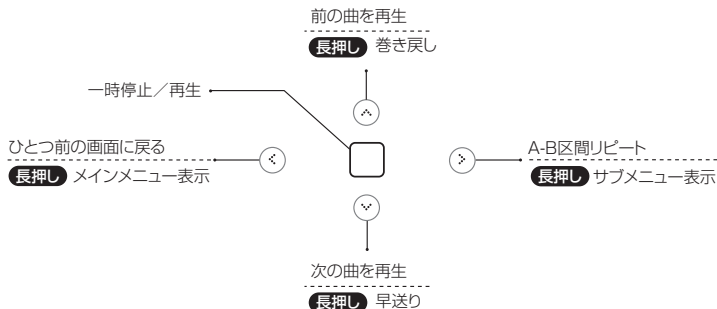 前の曲を再生
長押し 巻き戻し
一時停止／再生
ひとつ前の画面に戻る
長押し メインメニュー表示
A-B区間リピート
長押し サブメニュー表示
次の曲を再生
長押し 早送り